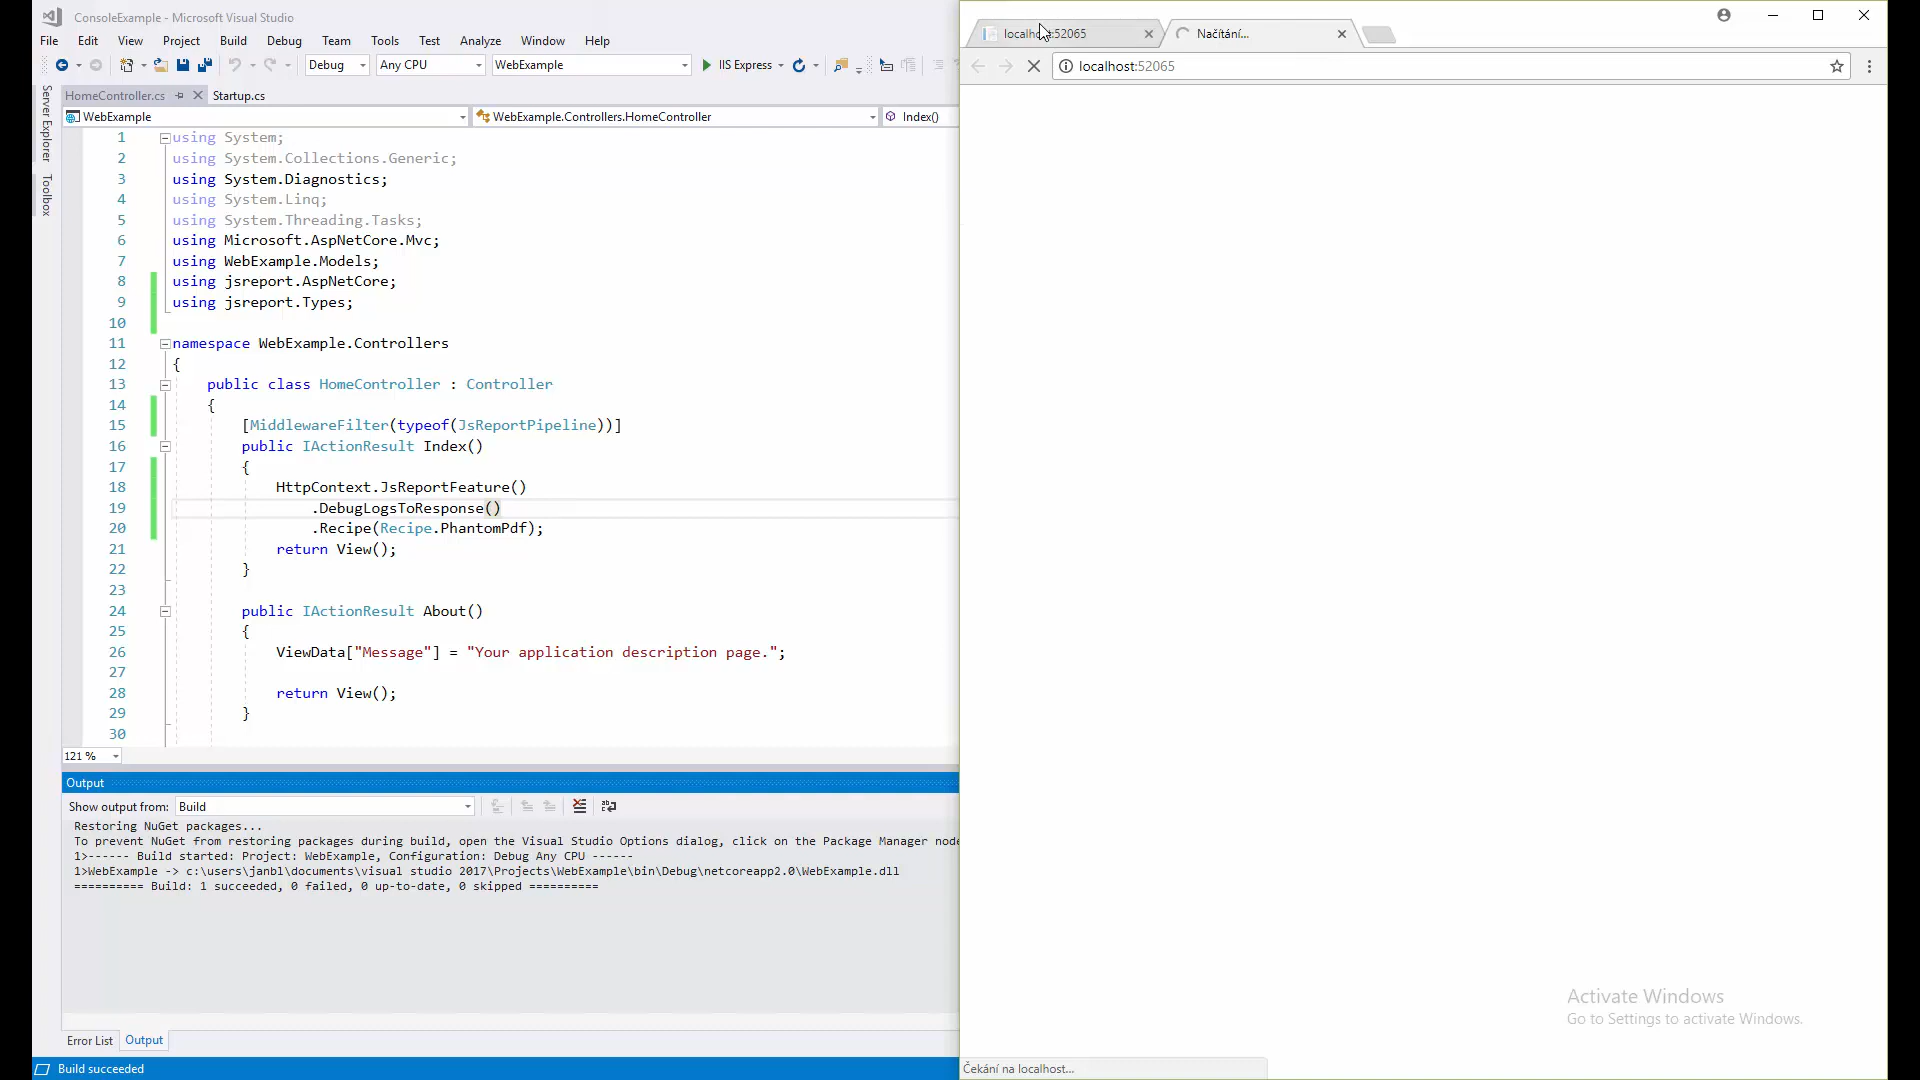 ConsoleExample - Microsoft Visual Studio
File Edit View Project Build Debug Team Tools Test Analyze Window Help
Debug Any CPU WebExample IIS Express
HomeController.cs Startup.cs
WebExample WebExample.Controllers.HomeController Index()
Server Explorer
Toolbox
1 using System;
2 using System.Collections.Generic;
3 using System.Diagnostics;
4 using System.Linq;
5 using System.Threading.Tasks;
6 using Microsoft.AspNetCore.Mvc;
7 using WebExample.Models;
8 using jsreport.AspNetCore;
9 using jsreport.Types;
10
11 namespace WebExample.Controllers
12 {
13 public class HomeController : Controller
14 {
15 [MiddlewareFilter(typeof(JsReportPipeline))]
16 public IActionResult Index()
17 {
18 HttpContext.JsReportFeature()
19 .DebugLogsToResponse()
20 .Recipe(Recipe.PhantomPdf);
21 return View();
22 }
23
24 public IActionResult About()
25 {
26 ViewData["Message"] = "Your application description page.";
27
28 return View();
29 }
30
121 %
Output
Show output from: Build
Restoring NuGet packages...
To prevent NuGet from restoring packages during build, open the Visual Studio Options dialog, click on the Package Manager node
1>------ Build started: Project: WebExample, Configuration: Debug Any CPU ------
1>WebExample -> c:\users\janbl\documents\visual studio 2017\Projects\WebExample\bin\Debug\netcoreapp2.0\WebExample.dll
========== Build: 1 succeeded, 0 failed, 0 up-to-date, 0 skipped ==========
Error List Output
Build succeeded
localhost:52065 Načítání...
localhost:52065
Activate Windows
Go to Settings to activate Windows.
Čekání na localhost...